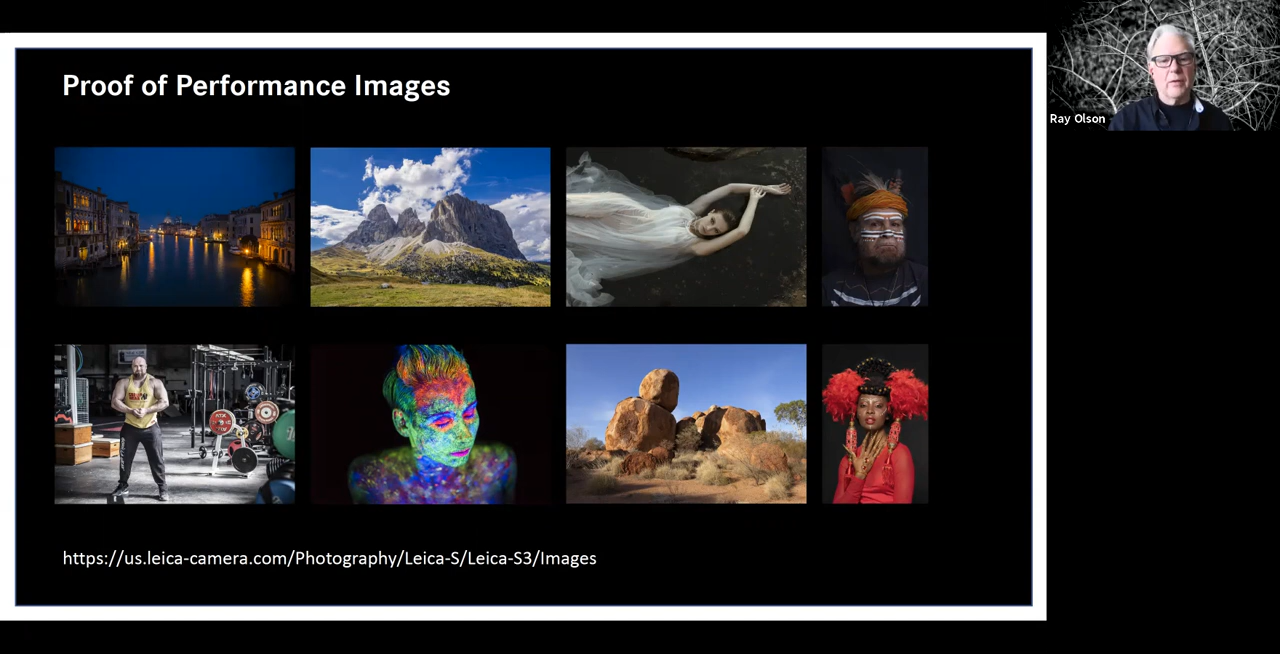 Proof of Performance Images
Ray Olson
https://us.leica-camera.com/Photography/Leica-S/Leica-S3/Images